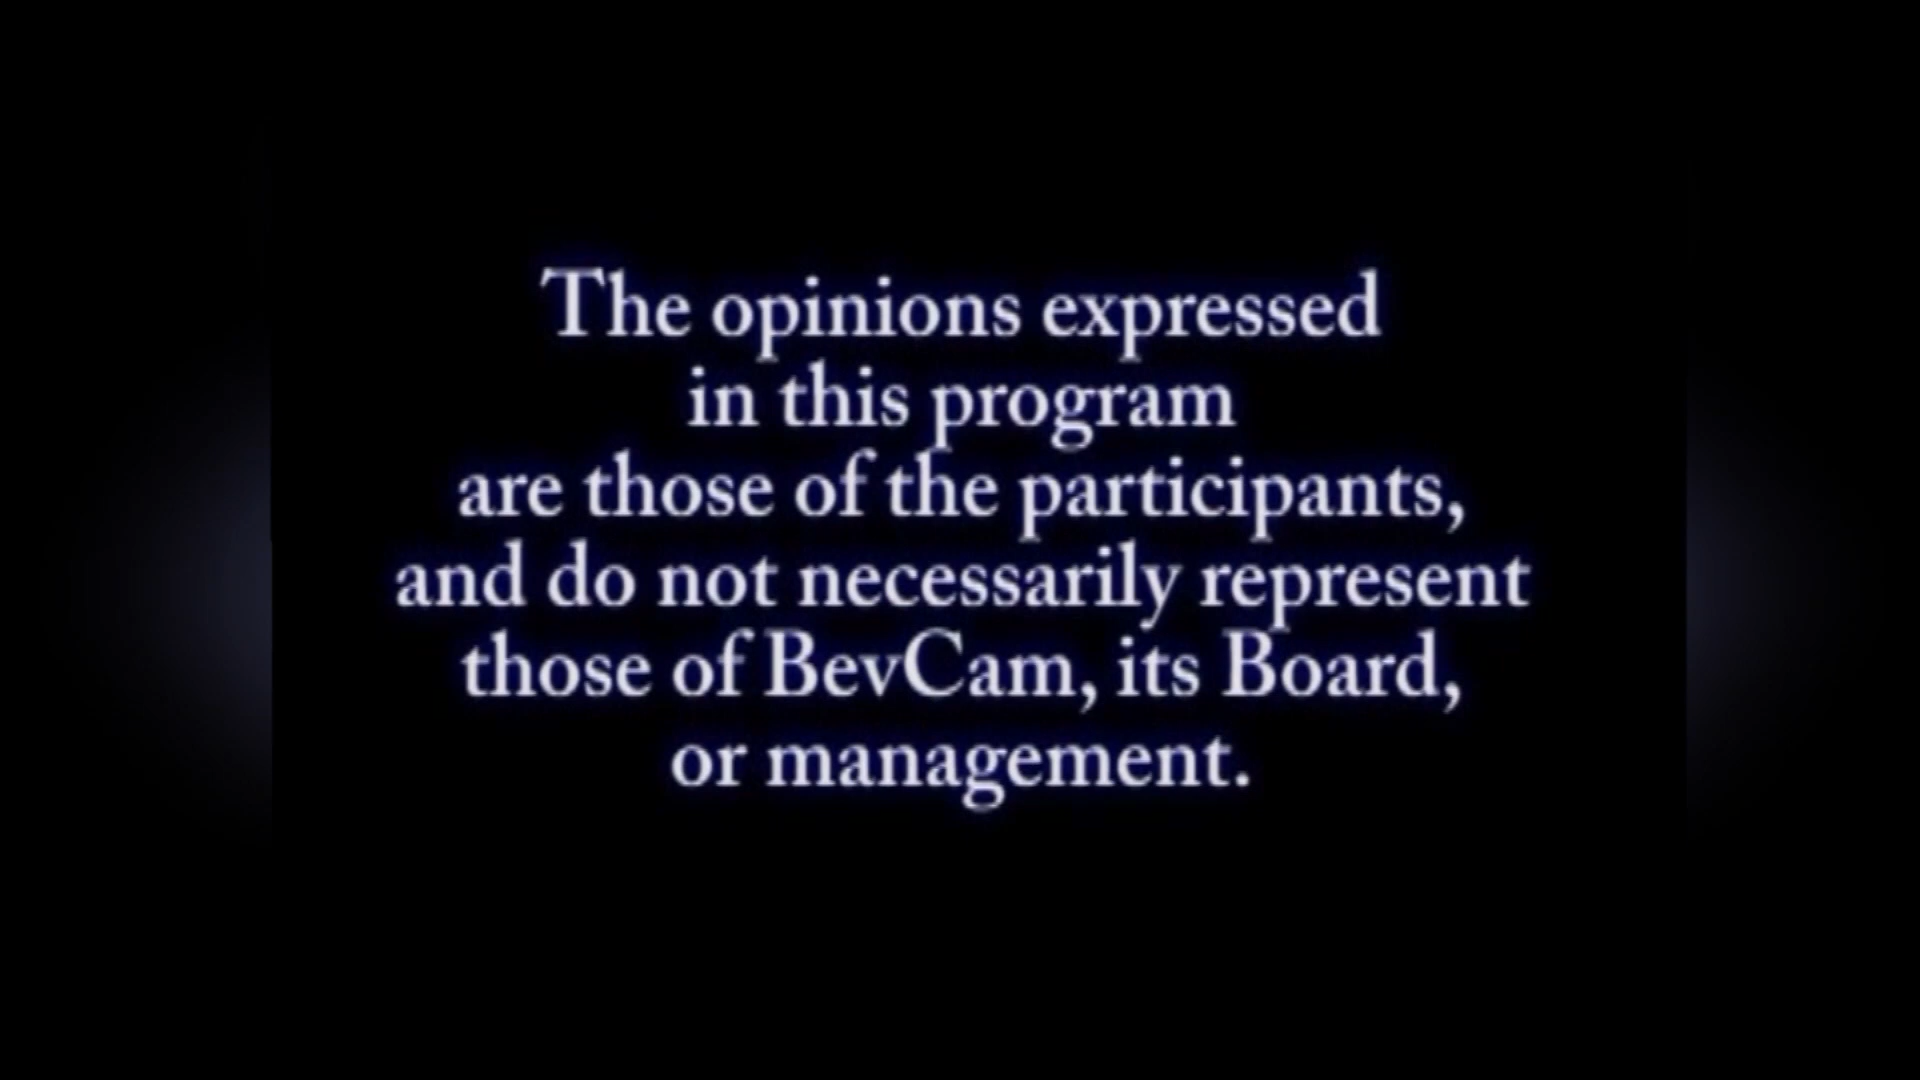 The opinions expressed
in this program
are those of the participants,
and do not necessarily represent
those of BevCam, its Board,
or management.